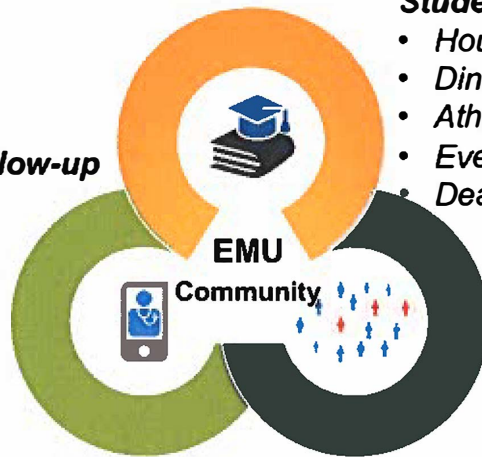 Stude
• Hou
• Din
• Ath
• Eve
• Dea
low-up
EMU
Community